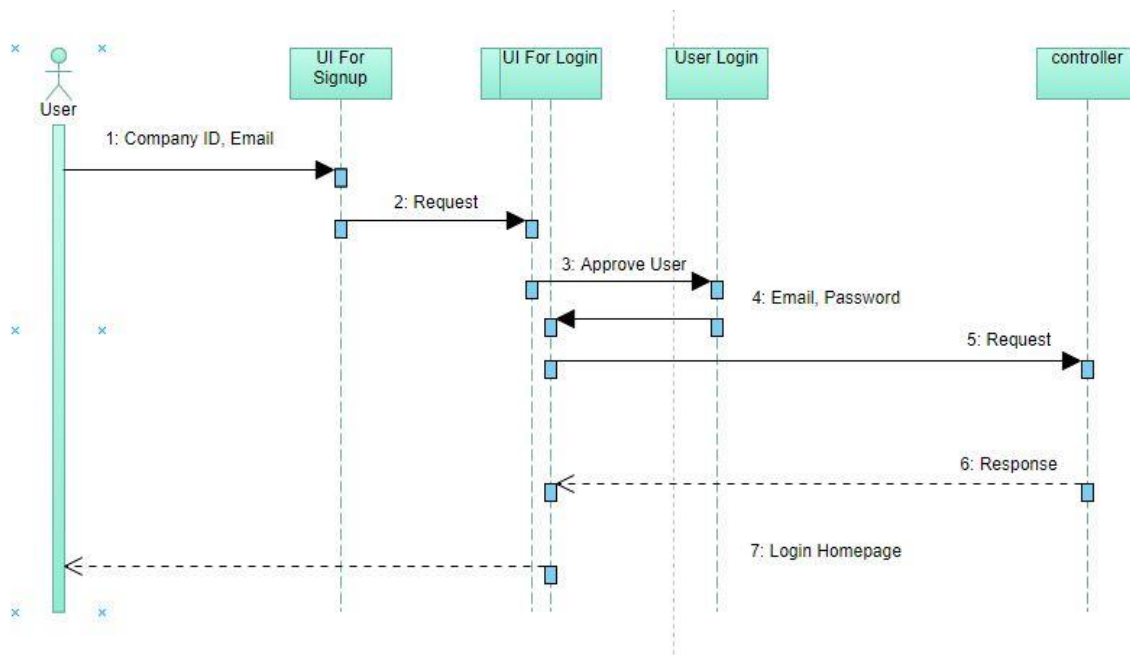 UI For
Signup
UI For Login
User Login
controller
User
1: Company ID, Email
2: Request
3: Approve User
4: Email, Password
5: Request
6: Response
7: Login Homepage